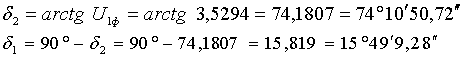 δ₂ = arctg U₁ф = arctg 3,5294 = 74,1807 = 74°10′50,72″
δ₁ = 90° − δ₂ = 90° − 74,1807 = 15,819 = 15°49′9,28″